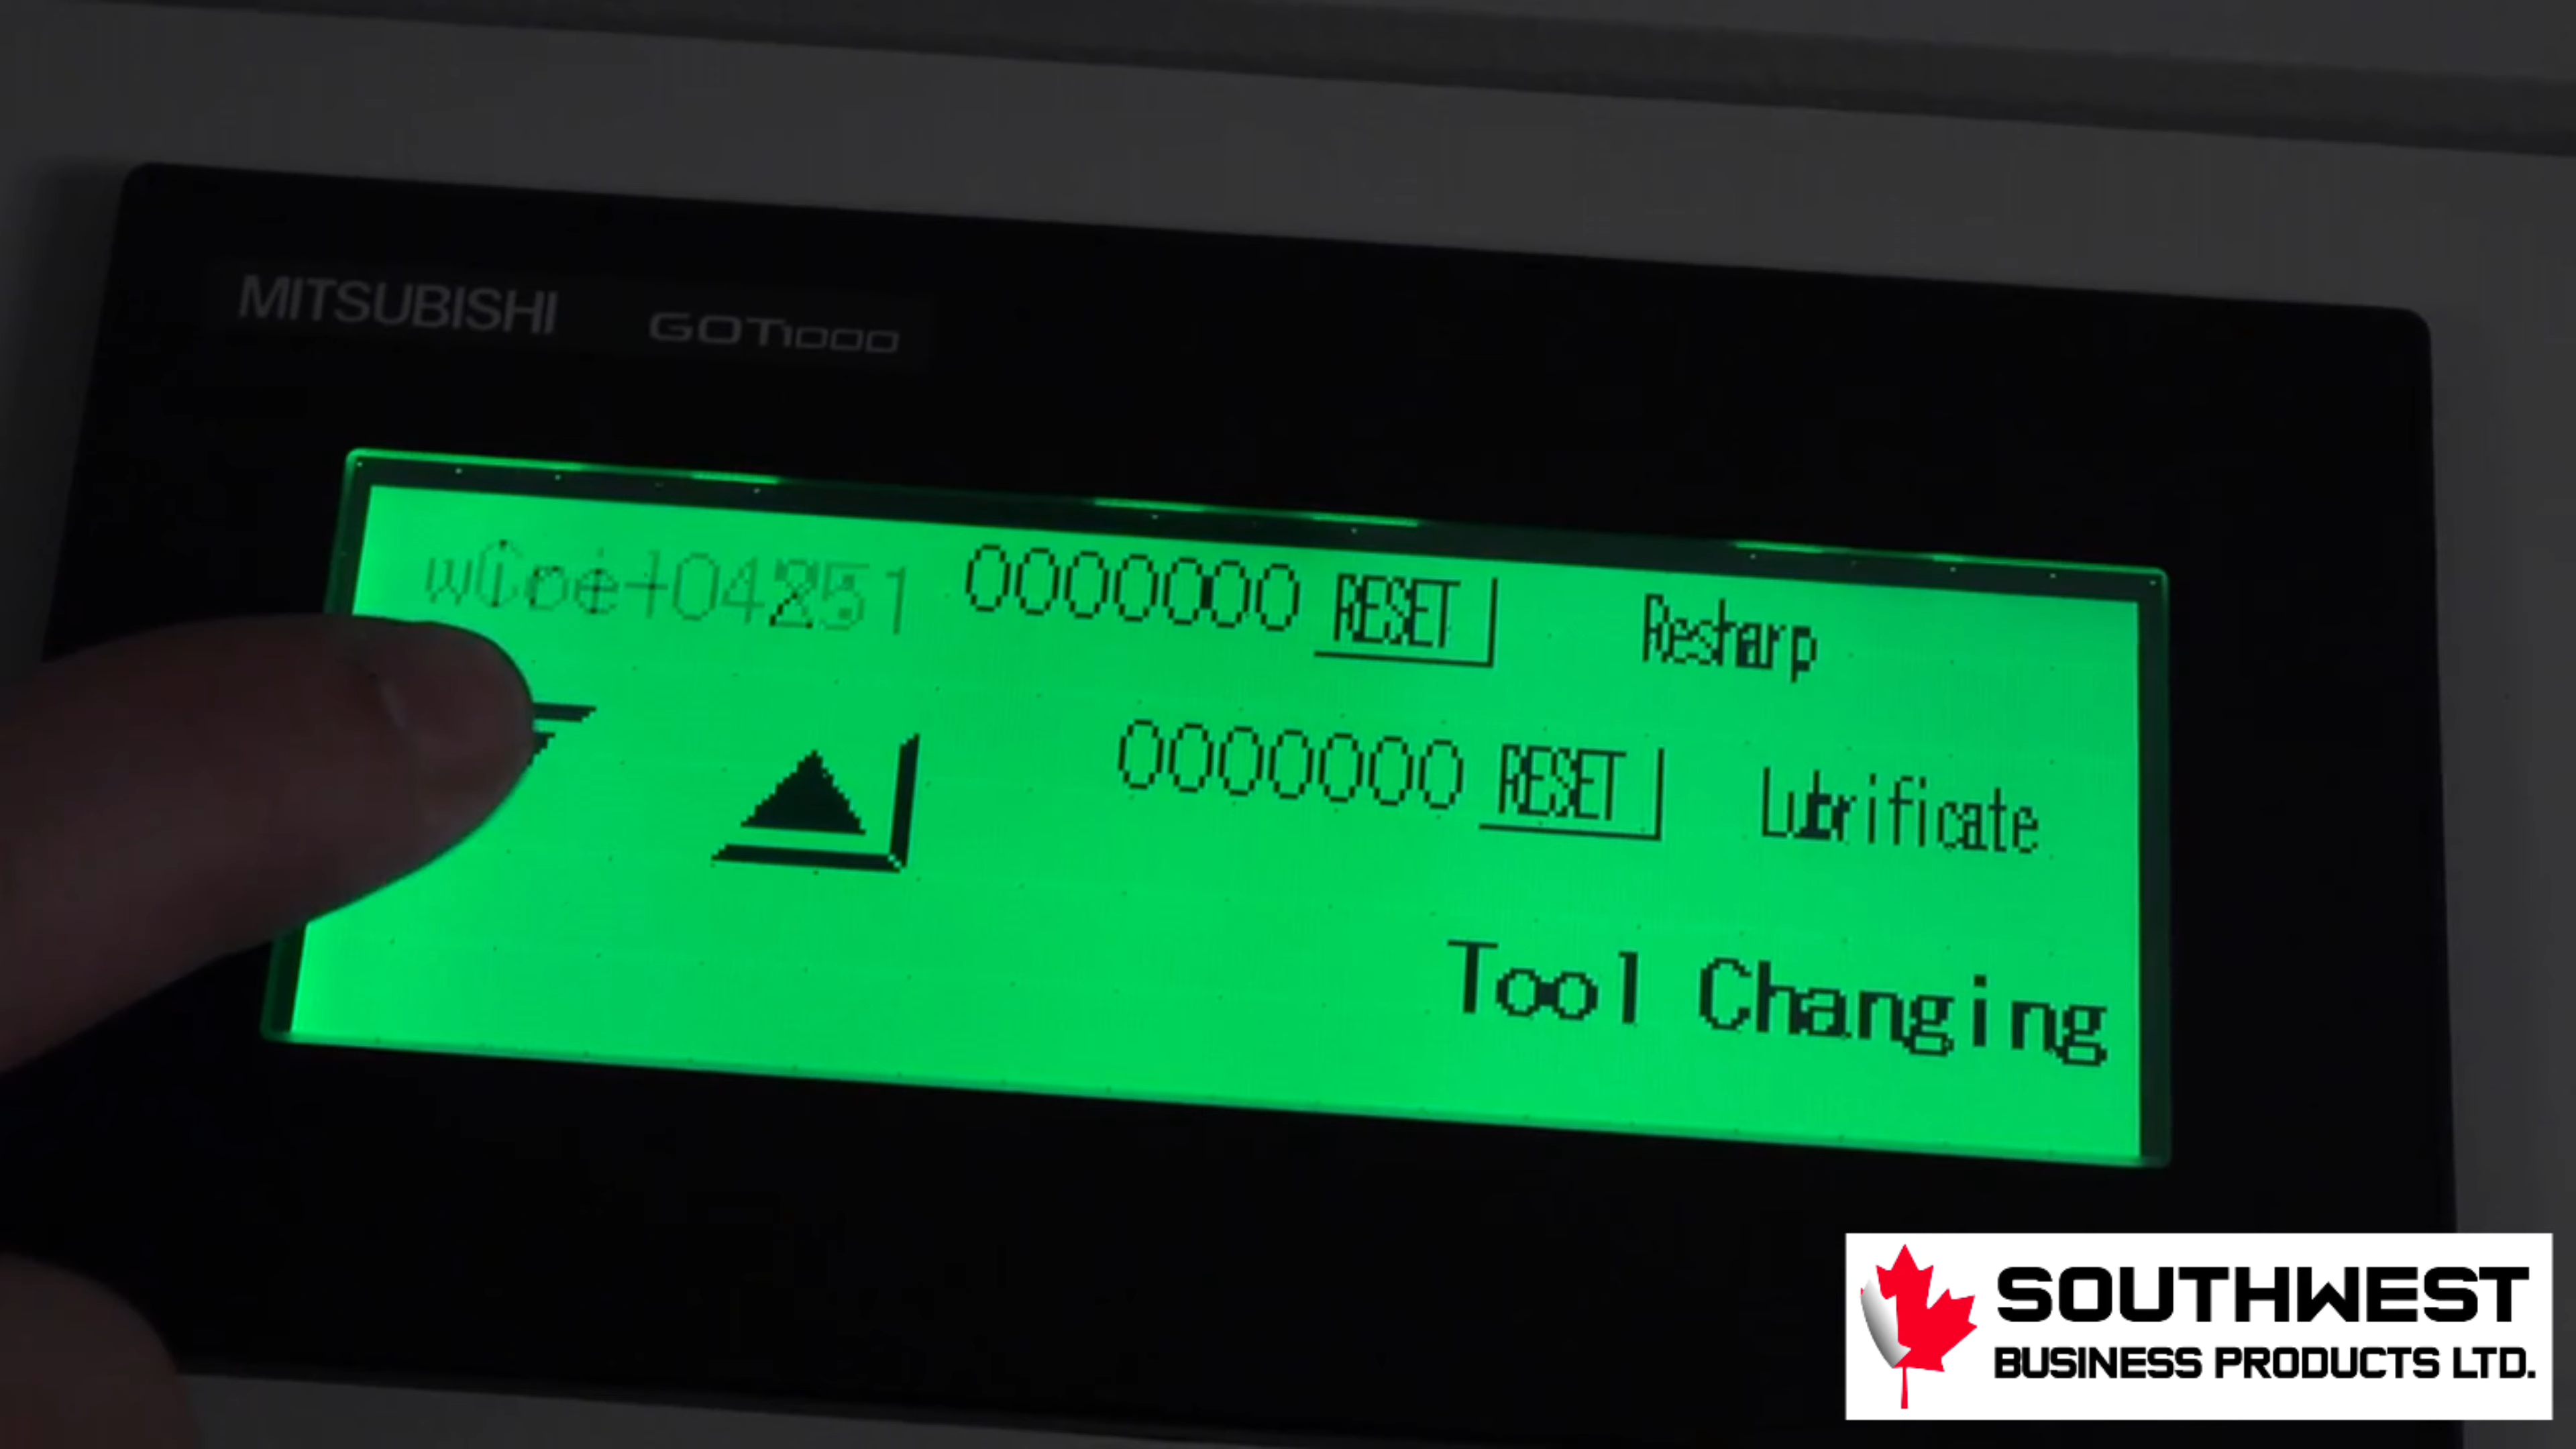 MITSUBISHI GOT1000
0000000 RESET Resharp
0000000 RESET Lubrificate
Tool Changing
SOUTHWEST
BUSINESS PRODUCTS LTD.